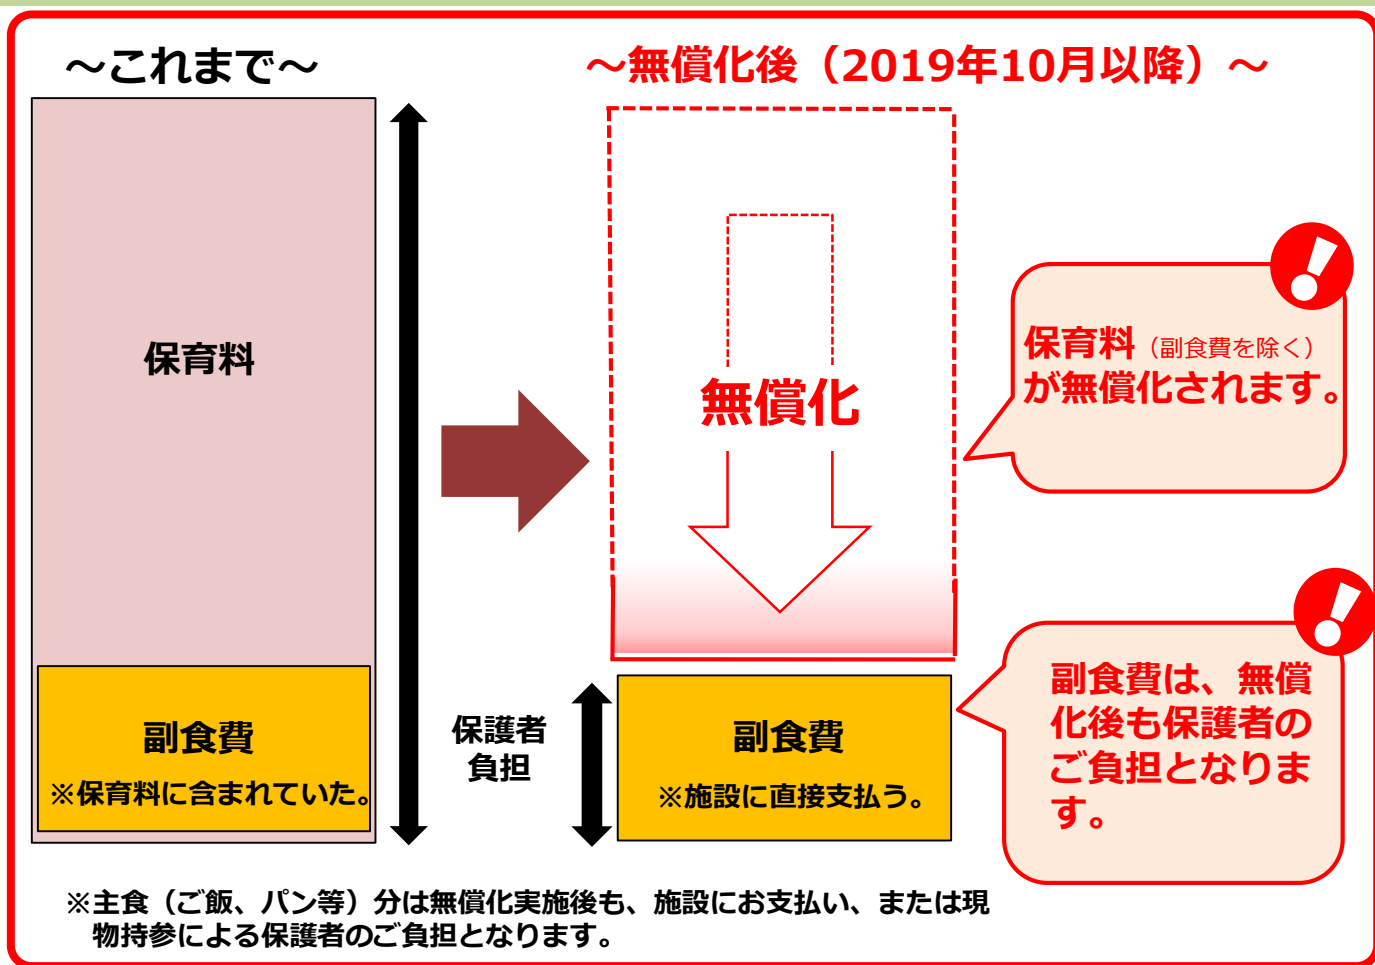 ～これまで～
～無償化後（2019年10月以降）～
保育料
無償化
保育料（副食費を除く）
が無償化されます。
副食費
※保育料に含まれていた。
保護者
負担
副食費
※施設に直接支払う。
副食費は、無償
化後も保護者の
ご負担となりま
す。
※主食（ご飯、パン等）分は無償化実施後も、施設にお支払い、または現
物持参による保護者のご負担となります。